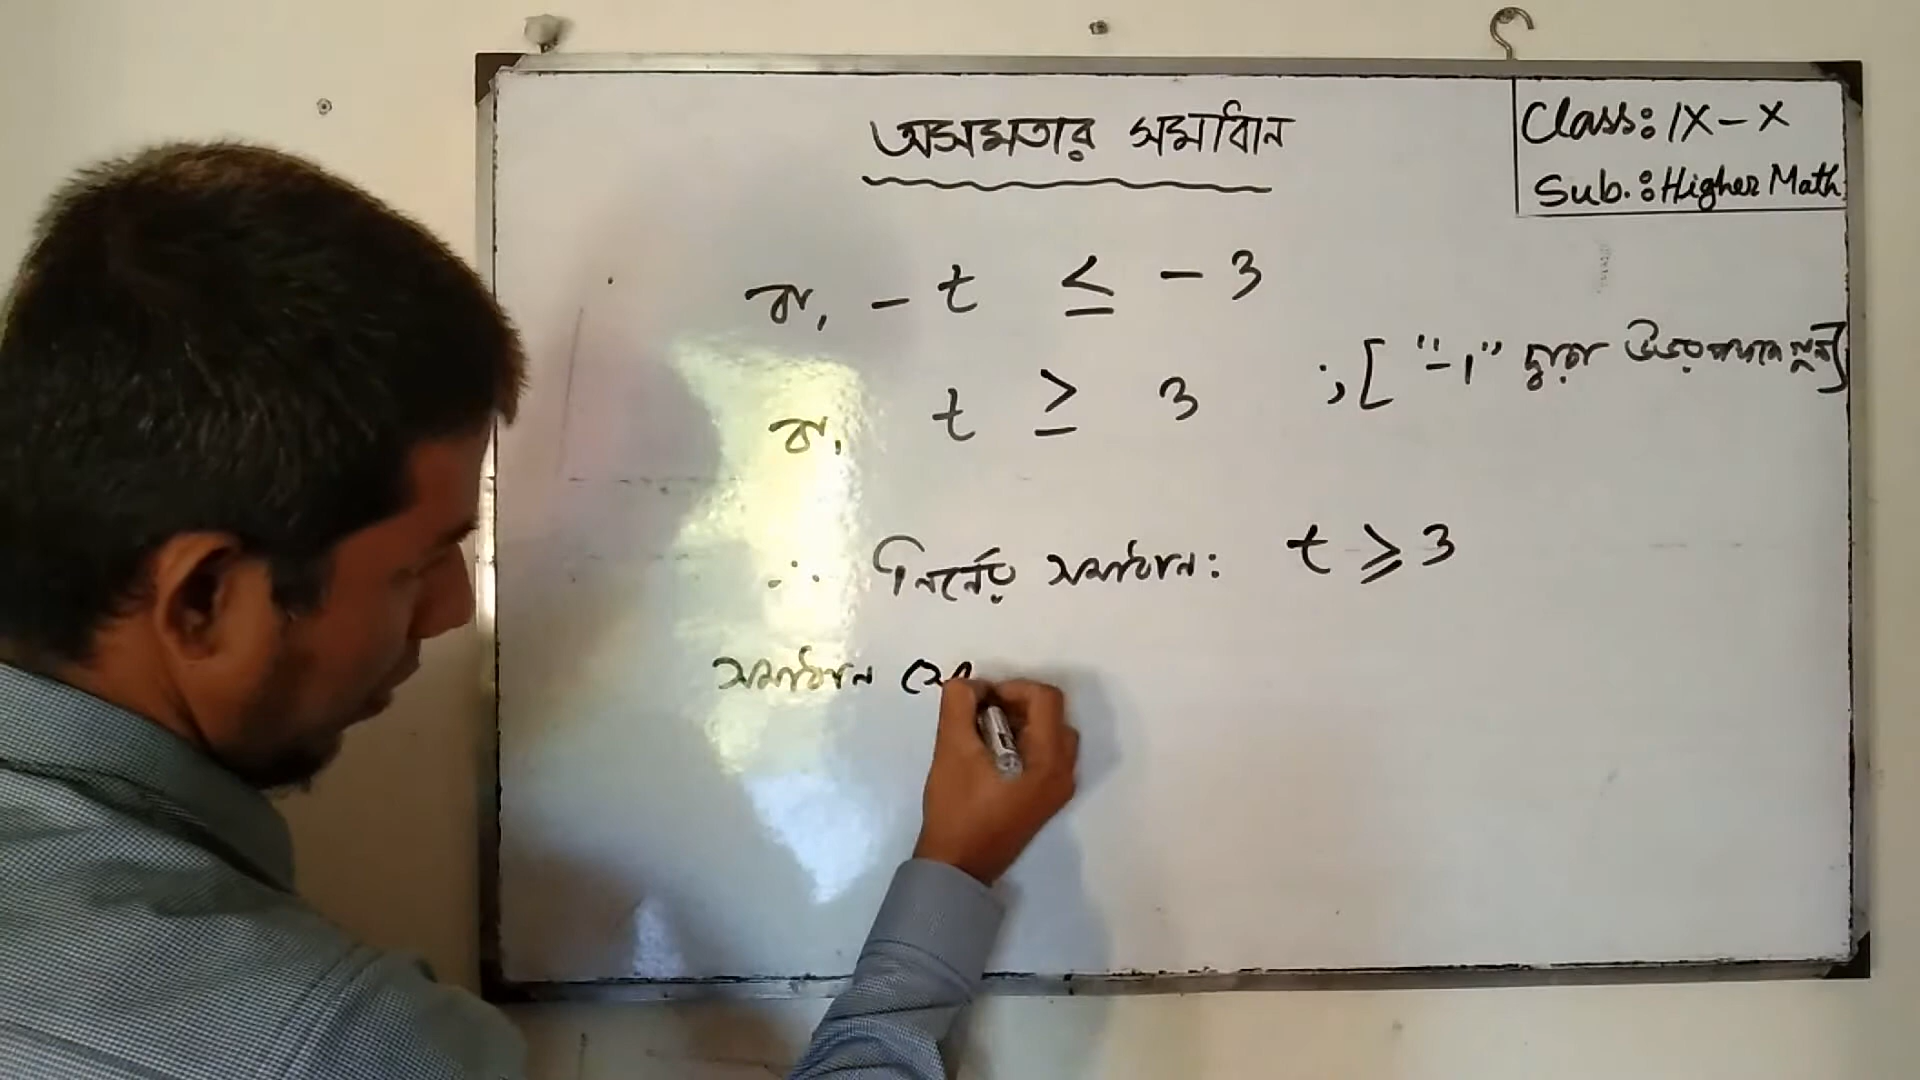 অসমতার সমাধান
Class: IX - X
Sub.: Higher Math
বা, - t ≤ - 3
বা, t ≥ 3 ; [ "-1" দ্বারা উভয়পক্ষকে গুন]
∴ নির্ণেয় সমাধান: t ≥ 3
সমাধান সে